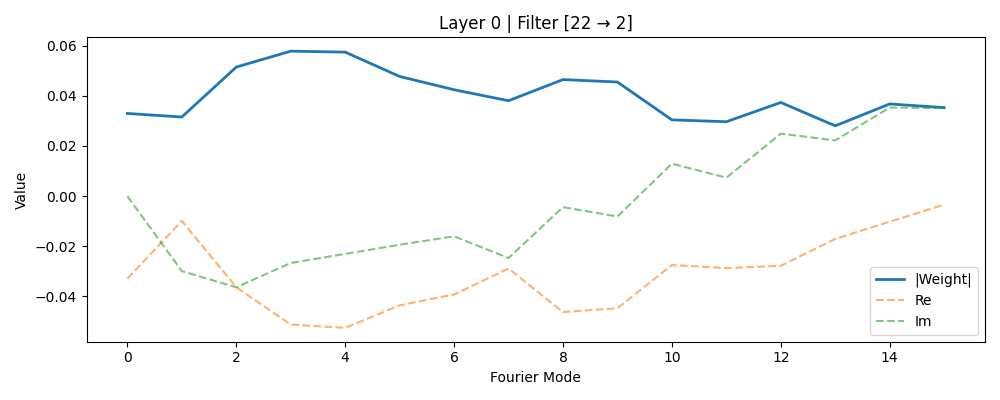 Layer 0 | Filter [22 → 2]
0.06
0.04
0.02
0.00
−0.02
−0.04
Value
0 2 4 6 8 10 12 14
Fourier Mode
|Weight|
Re
Im